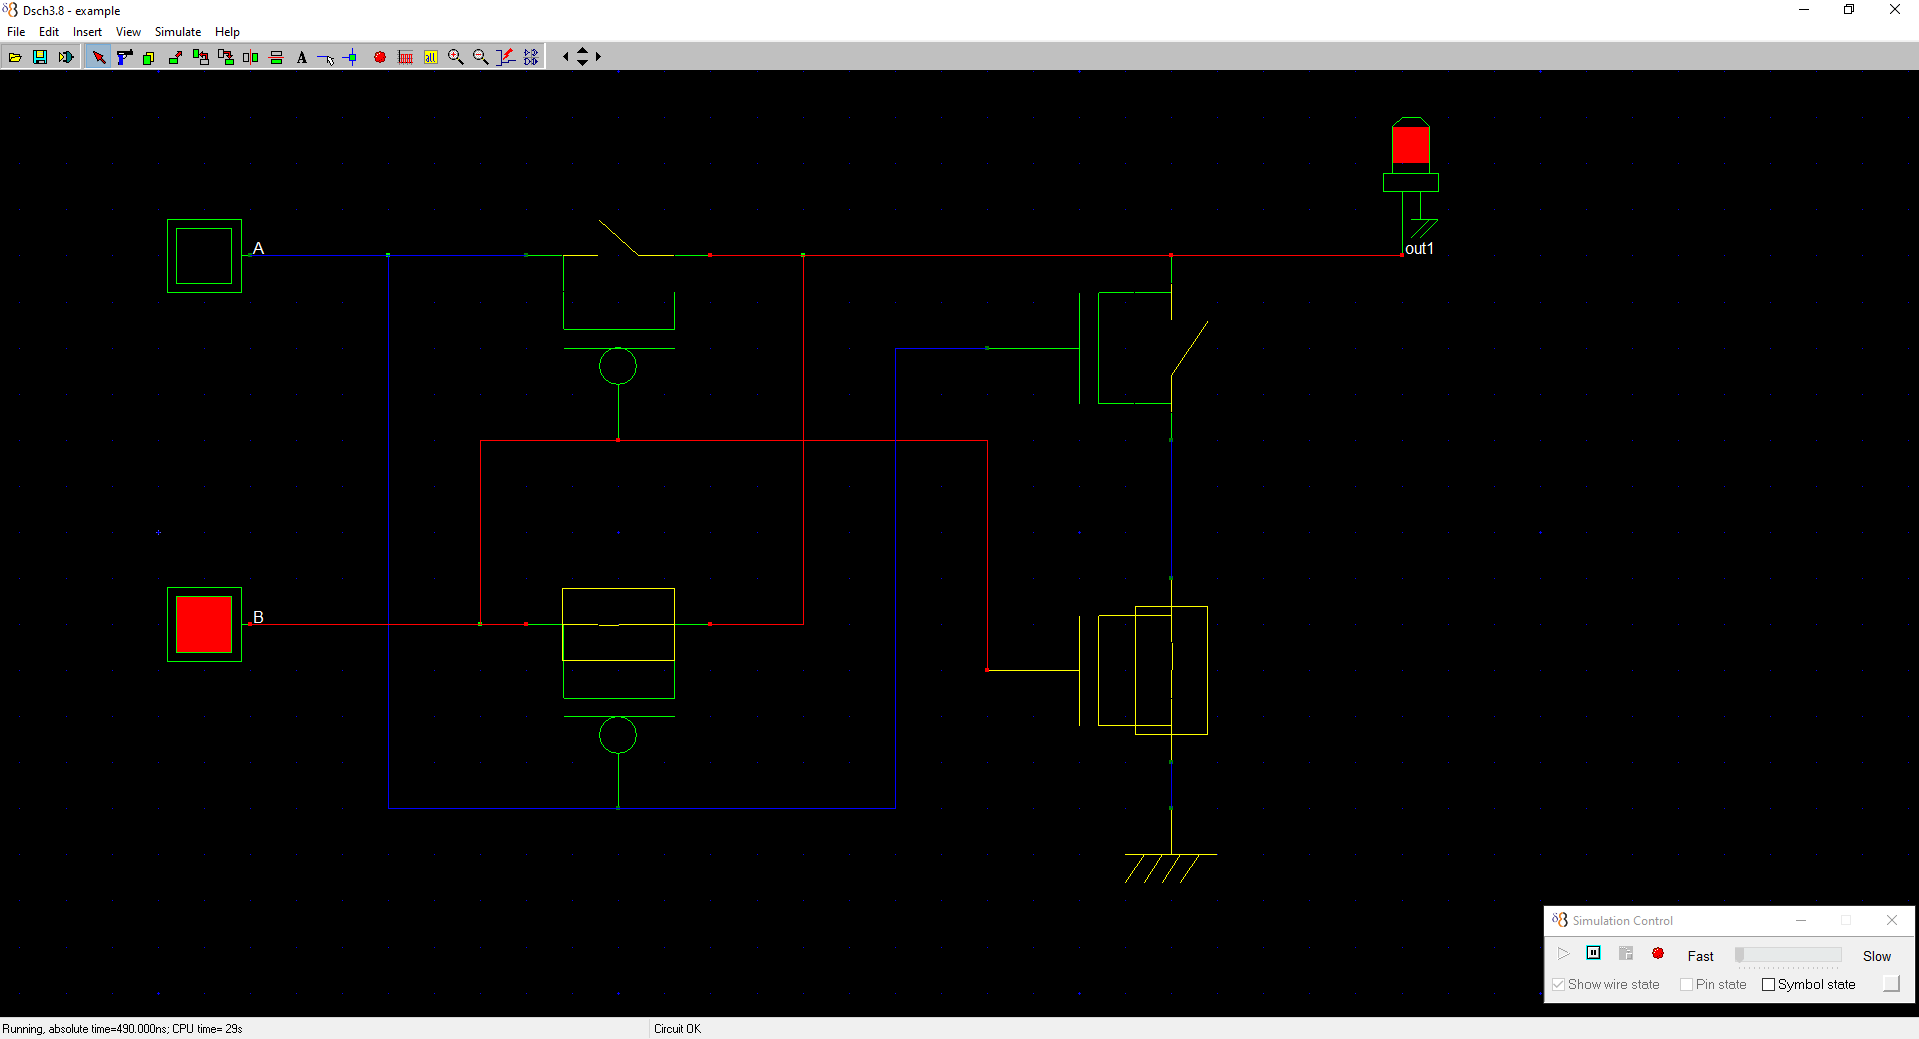 Dsch3.8 - example
File Edit Insert View Simulate Help
A
all
out1
A
B
Simulation Control
Fast Slow
Show wire state Pin state Symbol state
Running, absolute time=490.000ns; CPU time= 29s Circuit OK